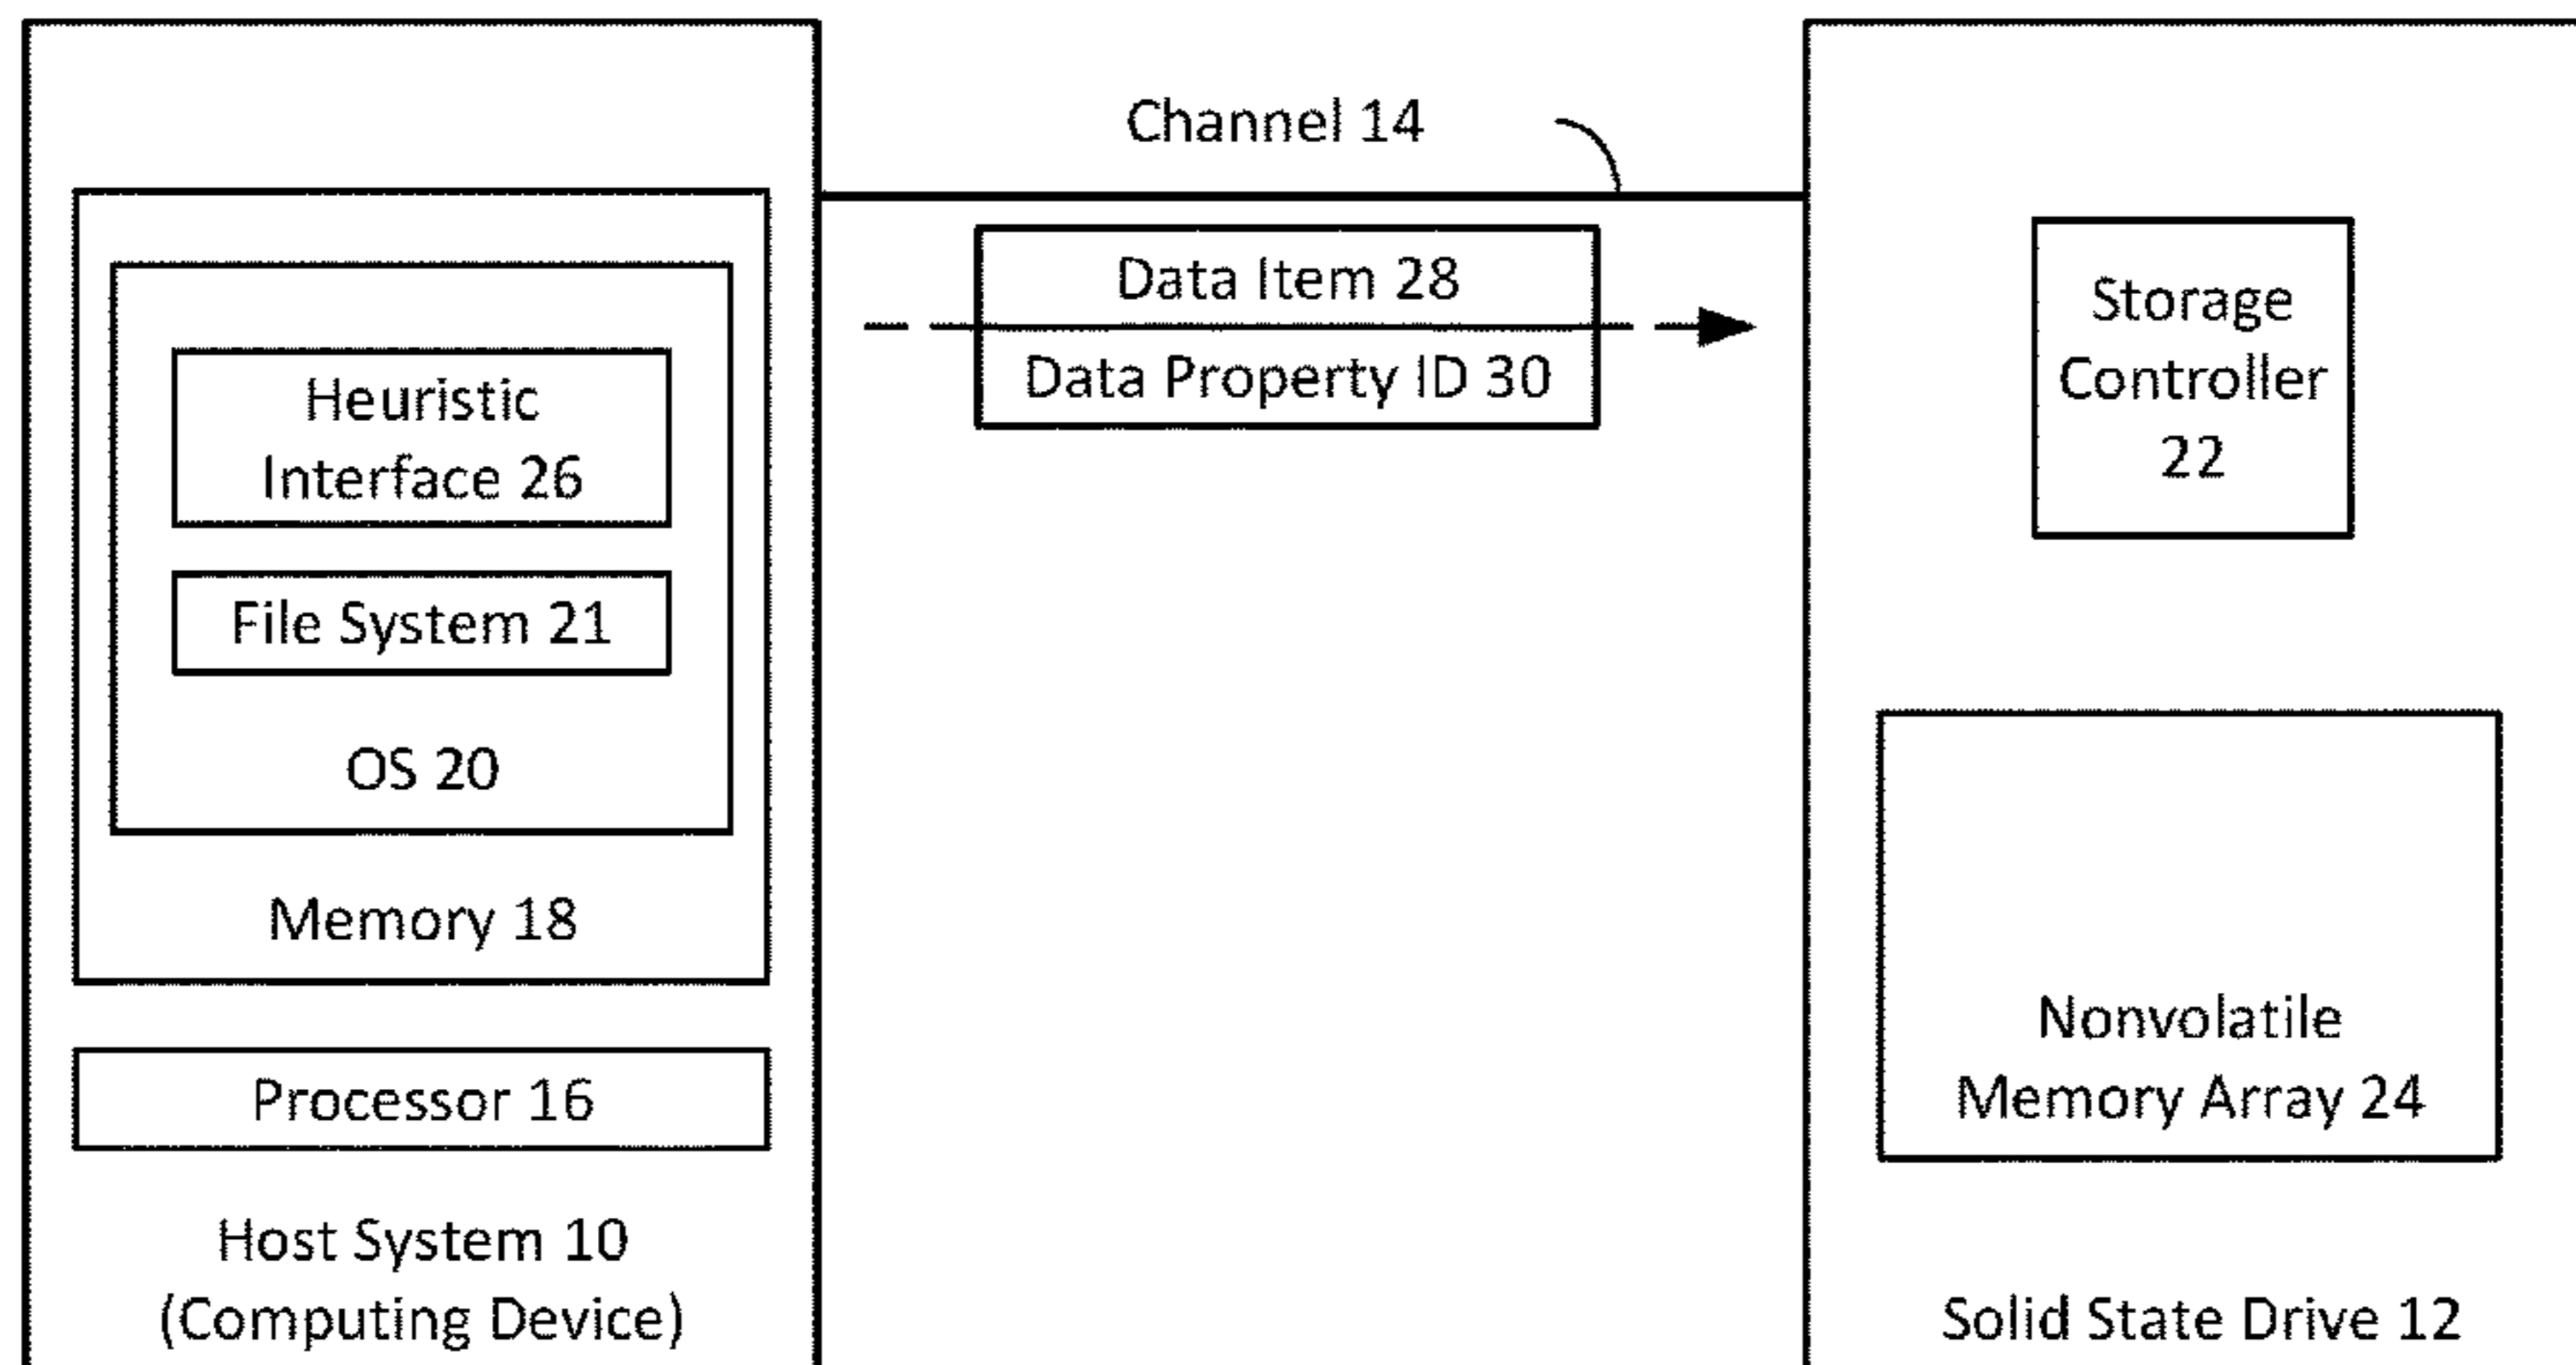 Channel 14
Data Item 28
Data Property ID 30
Heuristic
Interface 26
File System 21
OS 20
Memory 18
Processor 16
Host System 10
(Computing Device)
Storage
Controller
22
Nonvolatile
Memory Array 24
Solid State Drive 12